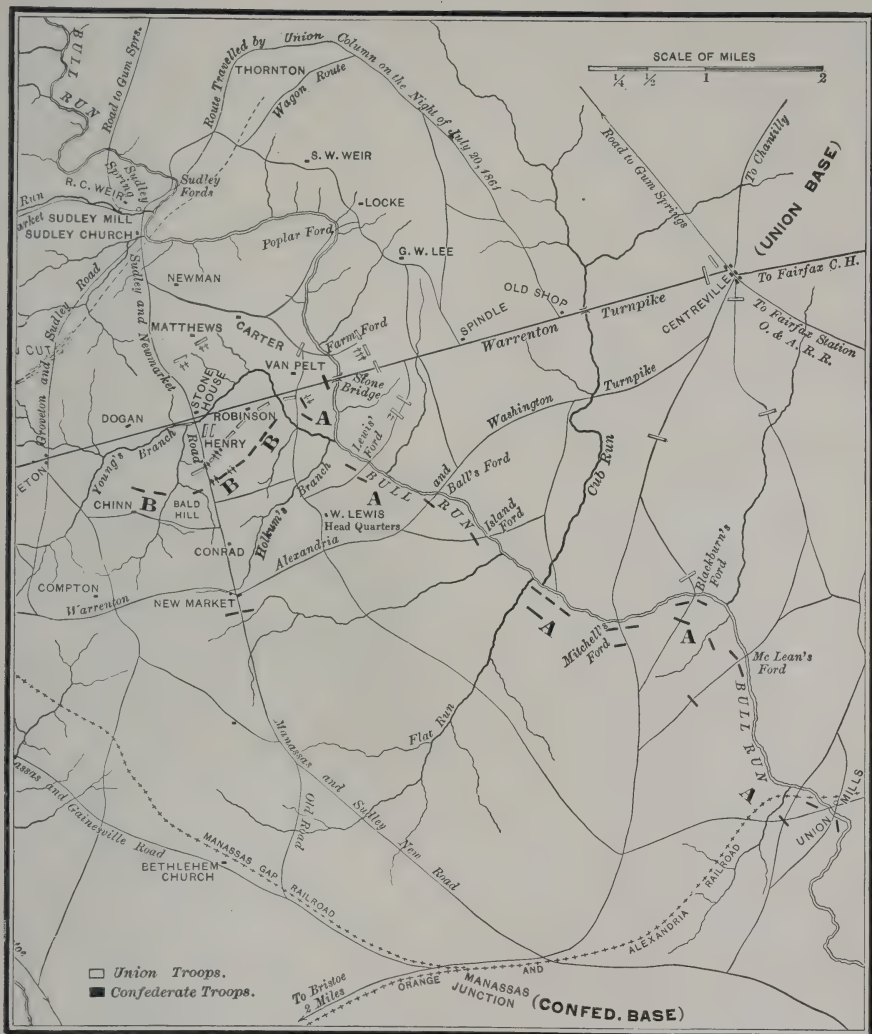 BULL RUN
Road to Gum Sprs.
Route Travelled by Union Column on the Night of July 20, 1861
THORNTON
Wagon Route
SCALE OF MILES
1/4 1/2 1 2
S. W. WEIR
Road to Gum Springs
To Chantilly
(UNION BASE)
R. C. WEIR
Sudley Spring
Sudley Fords
LOCKE
Run
arket
SUDLEY MILL
SUDLEY CHURCH
Poplar Ford
G. W. LEE
To Fairfax C. H.
CENTREVILLE
To Fairfax Station
O. & A. R. R.
NEWMAN
OLD SHOP
SPINDLE
Warrenton Turnpike
Groveton and Sudley Road
Sudley and Newmarket Road
MATTHEWS
CARTER
Farm Ford
CUT
VAN PELT
Stone Bridge
STONE HOUSE
DOGAN
ROBINSON
A
Washington Turnpike
HENRY
B
Lewis' Ford
Young's Branch
B
and
Ball's Ford
Cub Run
ETON
BULL RUN
A
CHINN
B
BALD HILL
Holkum's Branch
W. LEWIS
Head Quarters
Island Ford
CONRAD
Alexandria
Blackburn's Ford
COMPTON
Warrenton
NEW MARKET
A
Mitchell's Ford
A
Mc Lean's Ford
BULL RUN
Flat Run
Manassas and Sudley New Road
Old Road
A
UNION MILLS
assas and Gainesville Road
MANASSAS GAP RAILROAD
BETHLEHEM CHURCH
ORANGE AND ALEXANDRIA RAILROAD
Union Troops.
Confederate Troops.
To Bristoe
2 Miles
MANASSAS JUNCTION
(CONFED. BASE)